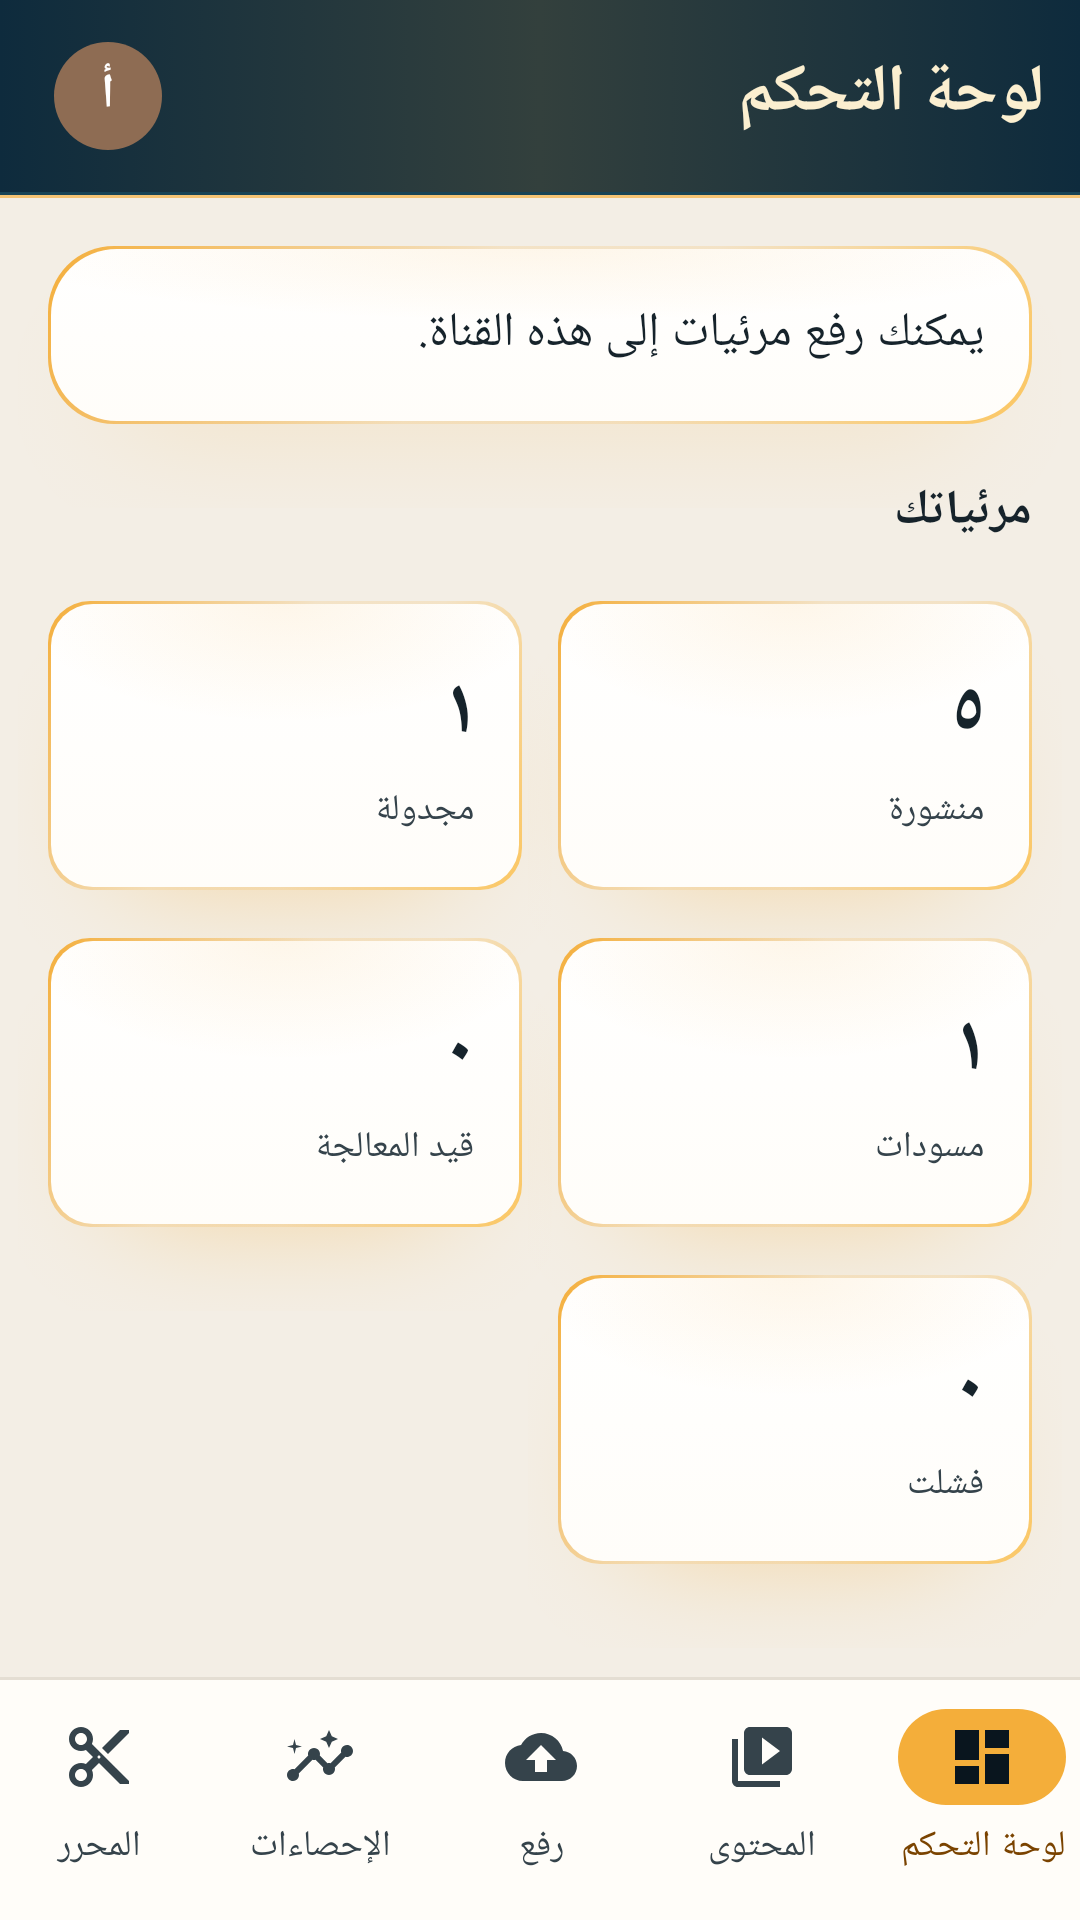 لوحة التحكم
أ
يمكنك رفع مرئيات إلى هذه القناة.
مرئياتك
٥
منشورة
١
مجدولة
١
مسودات
٠
قيد المعالجة
٠
فشلت
لوحة التحكم
المحتوى
رفع
الإحصاءات
المحرر